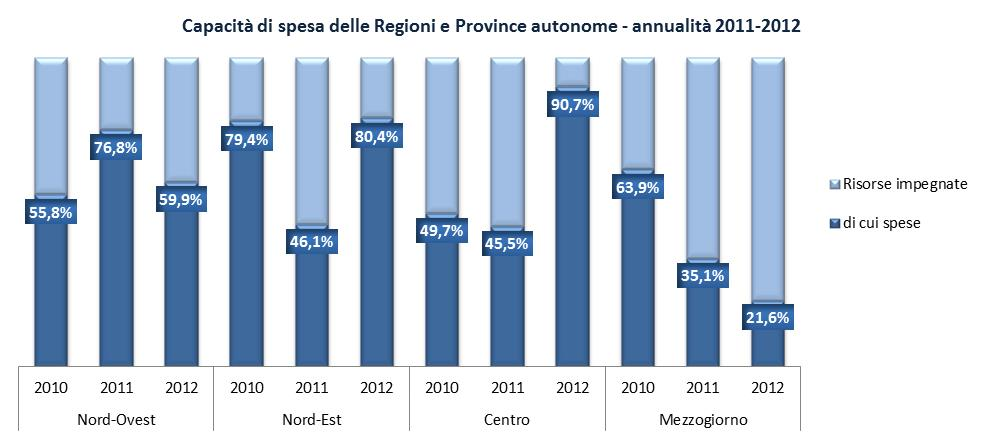 Capacità di spesa delle Regioni e Province autonome - annualità 2011-2012
55,8%
76,8%
59,9%
79,4%
46,1%
80,4%
49,7%
45,5%
90,7%
63,9%
35,1%
21,6%
Risorse impegnate
di cui spese
2010 2011 2012 2010 2011 2012 2010 2011 2012 2010 2011 2012
Nord-Ovest Nord-Est Centro Mezzogiorno